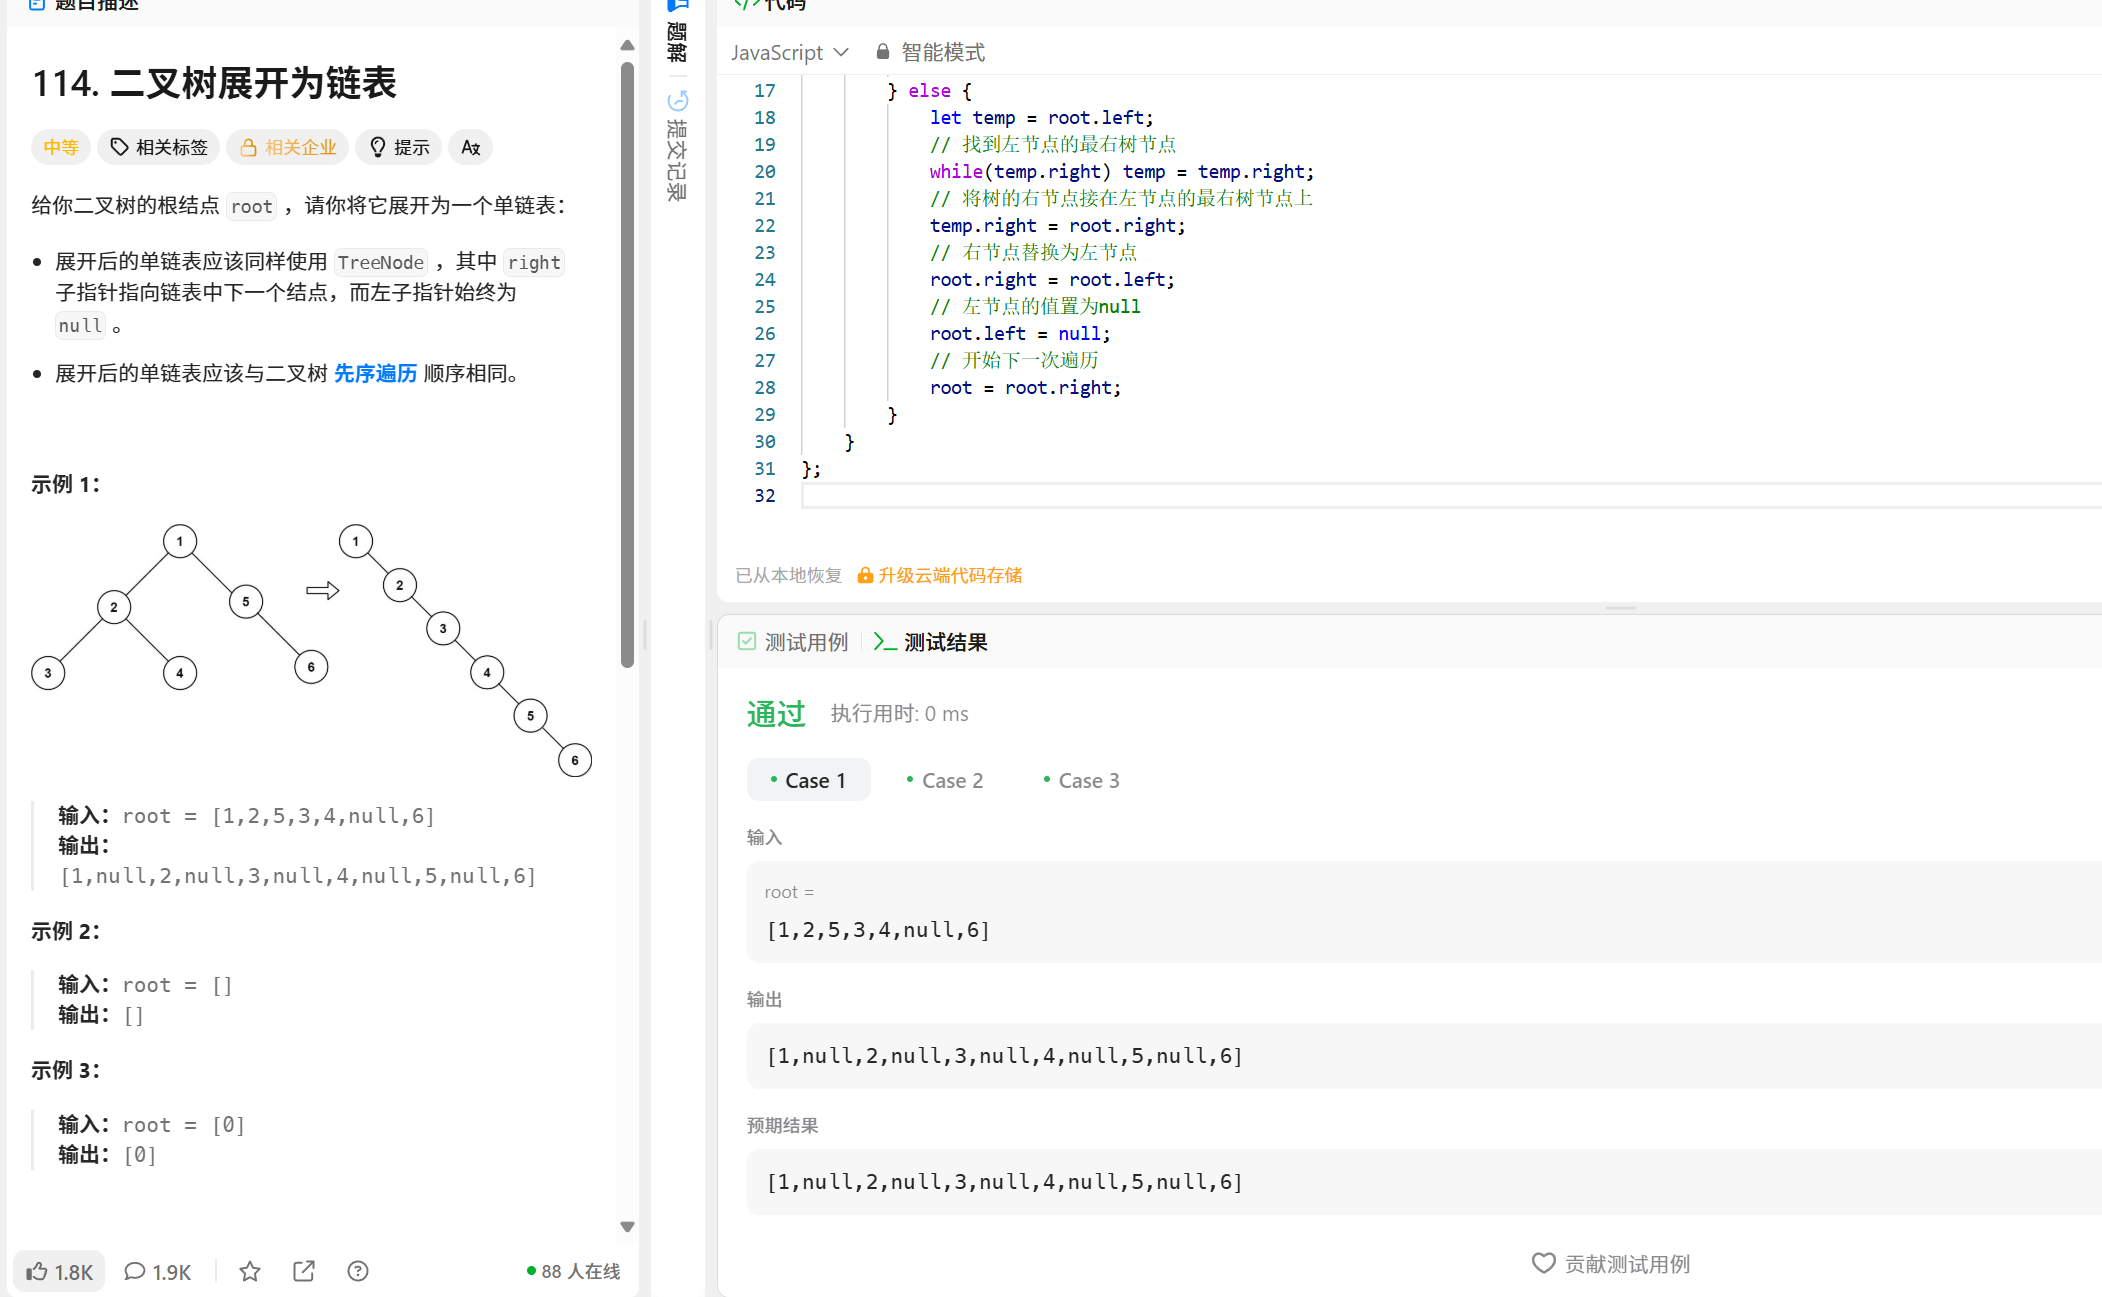 题目描述
114. 二叉树展开为链表
中等 相关标签 相关企业 提示
给你二叉树的根结点 root ，请你将它展开为一个单链表：
展开后的单链表应该同样使用 TreeNode ，其中 right
子指针指向链表中下一个结点，而左子指针始终为
null 。
展开后的单链表应该与二叉树 先序遍历 顺序相同。
示例 1：
1
2
5
3
4
6
1
2
3
4
5
6
输入：root = [1,2,5,3,4,null,6]
输出：
[1,null,2,null,3,null,4,null,5,null,6]
示例 2：
输入：root = []
输出：[]
示例 3：
输入：root = [0]
输出：[0]
1.8K 1.9K 88 人在线
题解
提交记录
代码
JavaScript 智能模式
17 } else {
18 let temp = root.left;
19 // 找到左节点的最右树节点
20 while(temp.right) temp = temp.right;
21 // 将树的右节点接在左节点的最右树节点上
22 temp.right = root.right;
23 // 右节点替换为左节点
24 root.right = root.left;
25 // 左节点的值置为null
26 root.left = null;
27 // 开始下一次遍历
28 root = root.right;
29 }
30 }
31 };
32
已从本地恢复 升级云端代码存储
测试用例 测试结果
通过 执行用时: 0 ms
Case 1 Case 2 Case 3
输入
root =
[1,2,5,3,4,null,6]
输出
[1,null,2,null,3,null,4,null,5,null,6]
预期结果
[1,null,2,null,3,null,4,null,5,null,6]
贡献测试用例